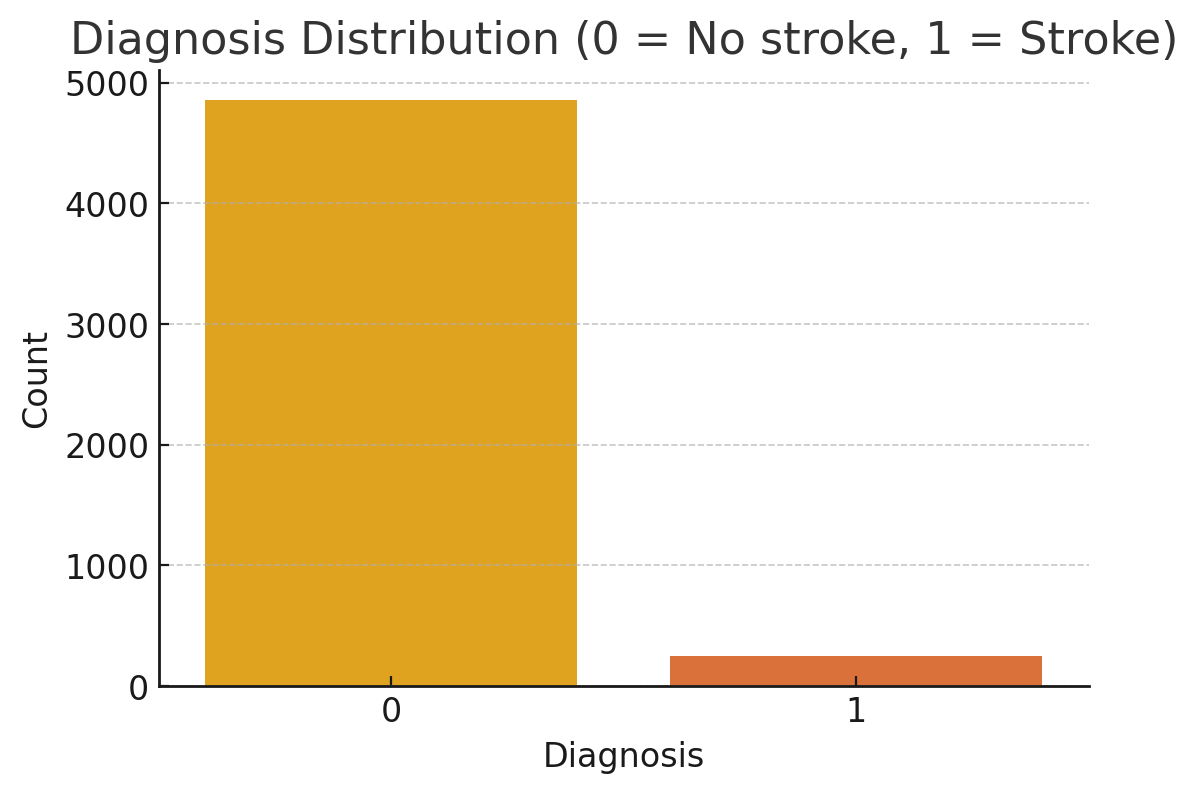 Diagnosis Distribution (0 = No stroke, 1 = Stroke)
5000
4000
3000
2000
1000
0
Count
0 1
Diagnosis